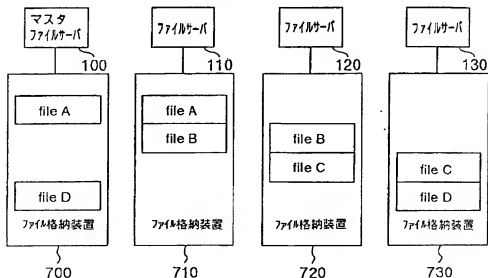 マスタ
ファイルサーバ
100
ファイルサーバ
110
ファイルサーバ
120
ファイルサーバ
130
file A
file D
ファイル格納装置
700
file A
file B
ファイル格納装置
710
file B
file C
ファイル格納装置
720
file C
file D
ファイル格納装置
730